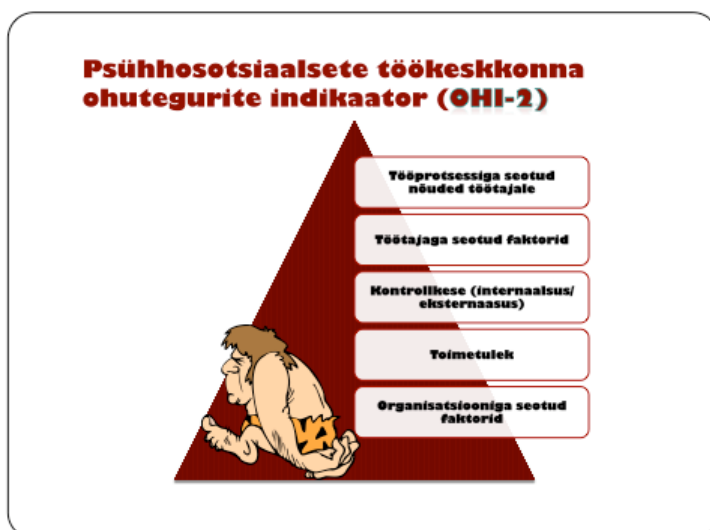 Psühhosotsiaalsete töökeskkonna
ohutegurite indikaator (OHI-2)
Tööprotsessiga seotud
nõuded töötajale
Töötajaga seotud faktorid
Kontrollkese (internaalsus/
eksternaasus)
Toimetulek
Organisatsiooniga seotud
faktorid